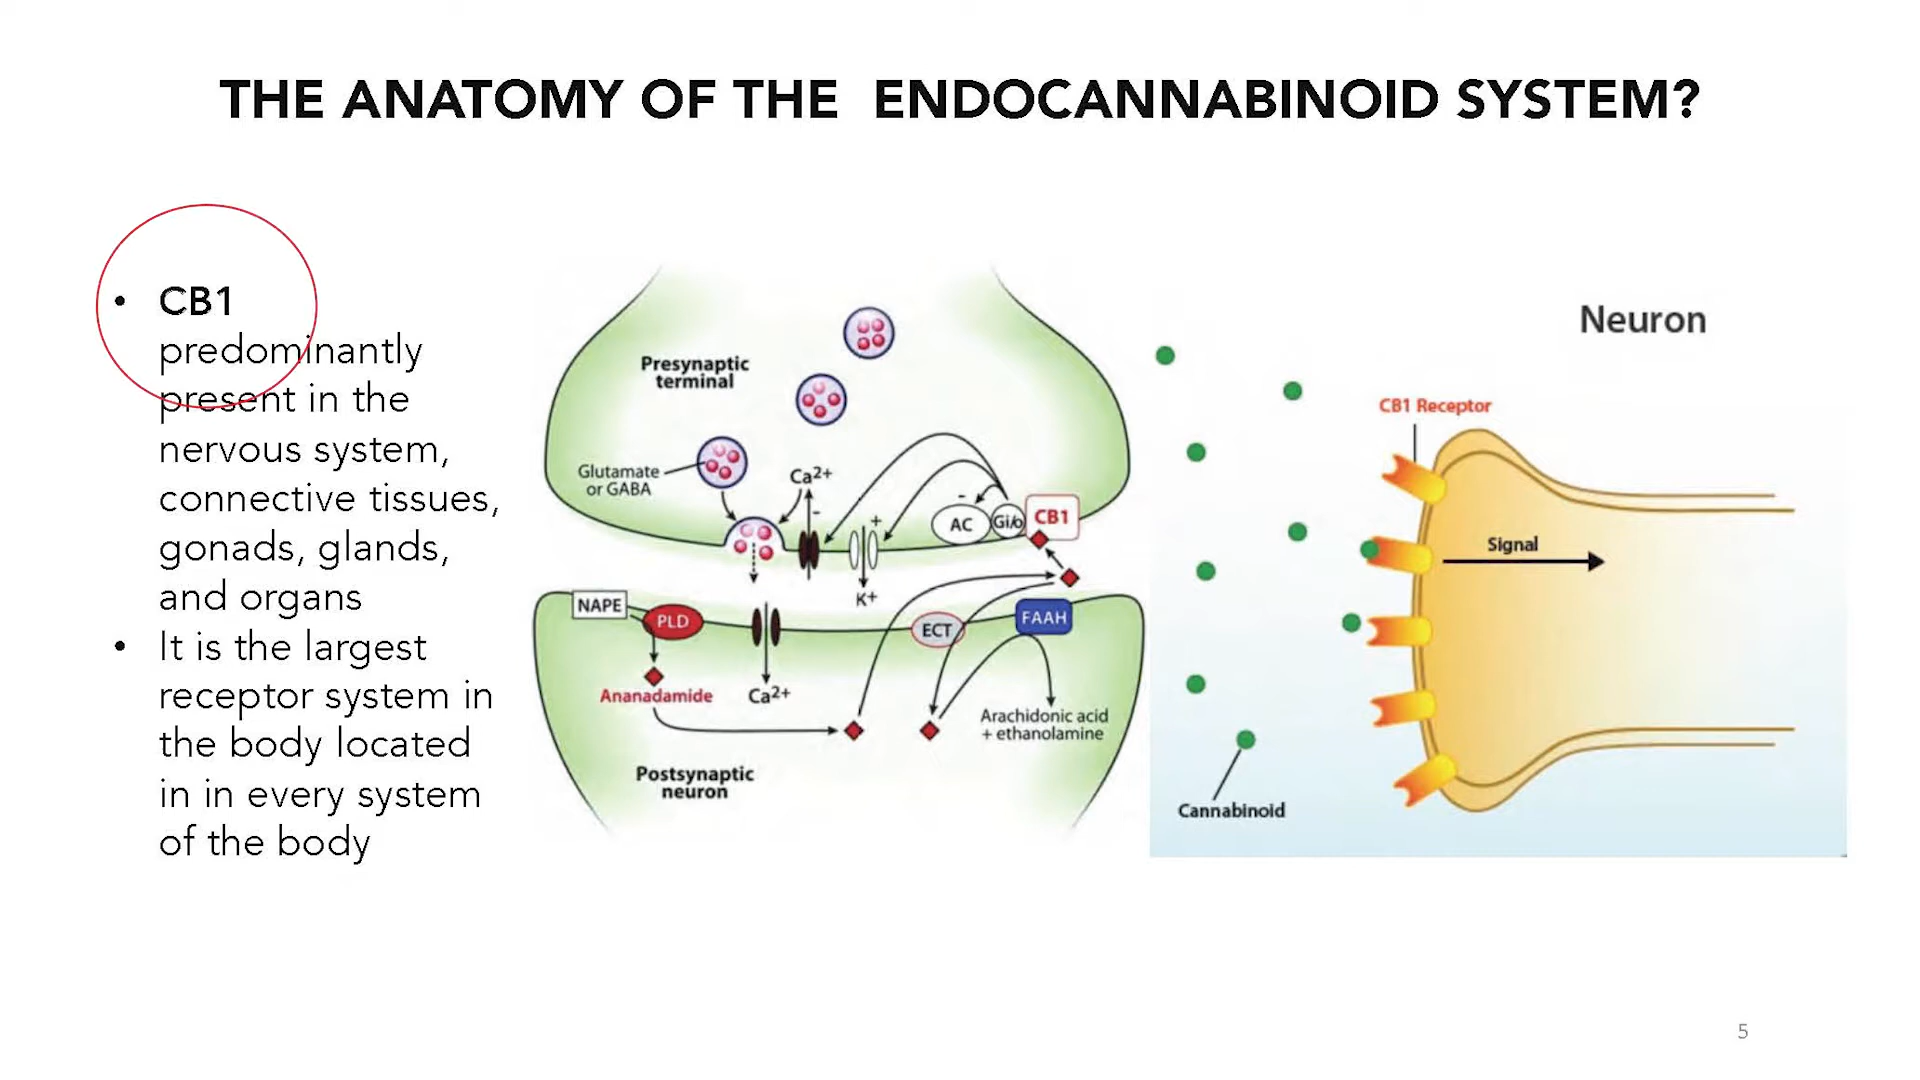 THE ANATOMY OF THE ENDOCANNABINOID SYSTEM?
• CB1
predominantly
present in the
nervous system,
connective tissues,
gonads, glands,
and organs
• It is the largest
receptor system in
the body located
in in every system
of the body
Presynaptic
terminal
Glutamate
or GABA
Ca2+
-
+
-
AC
Gi/o
CB1
K+
NAPE
PLD
ECT
FAAH
Ananadamide
Ca2+
Arachidonic acid
+ ethanolamine
Postsynaptic
neuron
Neuron
CB1 Receptor
Signal
Cannabinoid
5